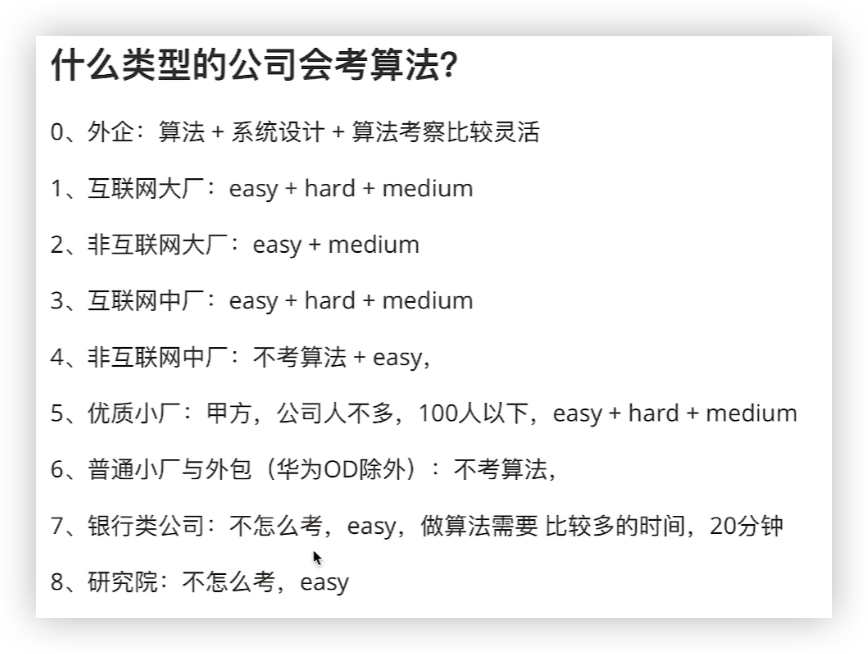 什么类型的公司会考算法?
0、外企：算法 + 系统设计 + 算法考察比较灵活
1、互联网大厂：easy + hard + medium
2、非互联网大厂：easy + medium
3、互联网中厂：easy + hard + medium
4、非互联网中厂：不考算法 + easy，
5、优质小厂：甲方，公司人不多，100人以下，easy + hard + medium
6、普通小厂与外包（华为OD除外）：不考算法，
7、银行类公司：不怎么考，easy，做算法需要 比较多的时间，20分钟
8、研究院：不怎么考，easy